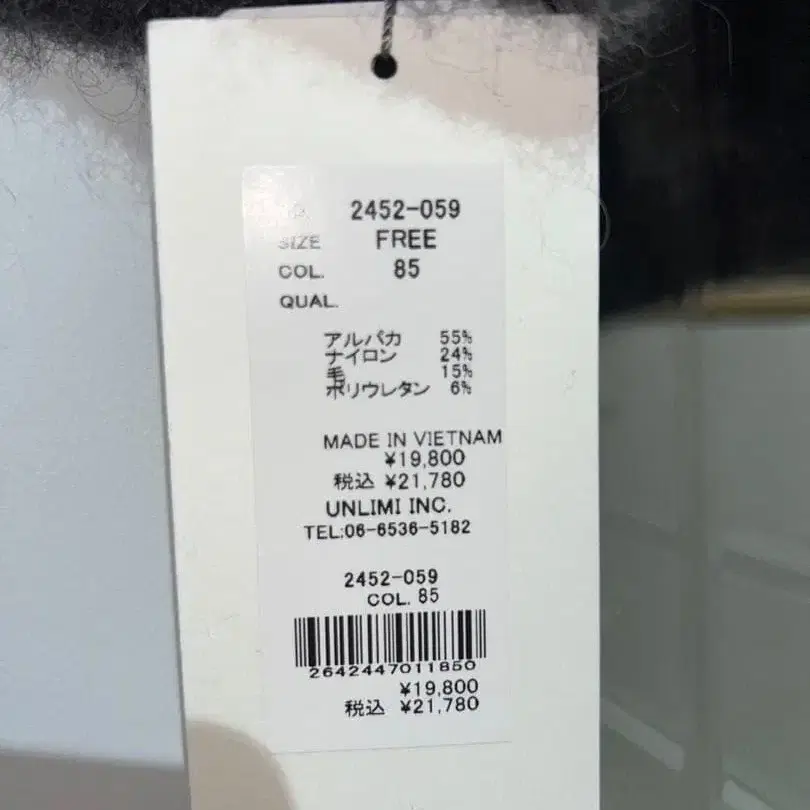 2452-059
SIZE FREE
COL. 85
QUAL.
アルパカ 55%
ナイロン 24%
毛 15%
ポリウレタン 6%
MADE IN VIETNAM
¥19,800
税込 ¥21,780
UNLIMI INC.
TEL:06-6536-5182
2452-059
COL. 85
2642447011850
¥19,800
税込 ¥21,780